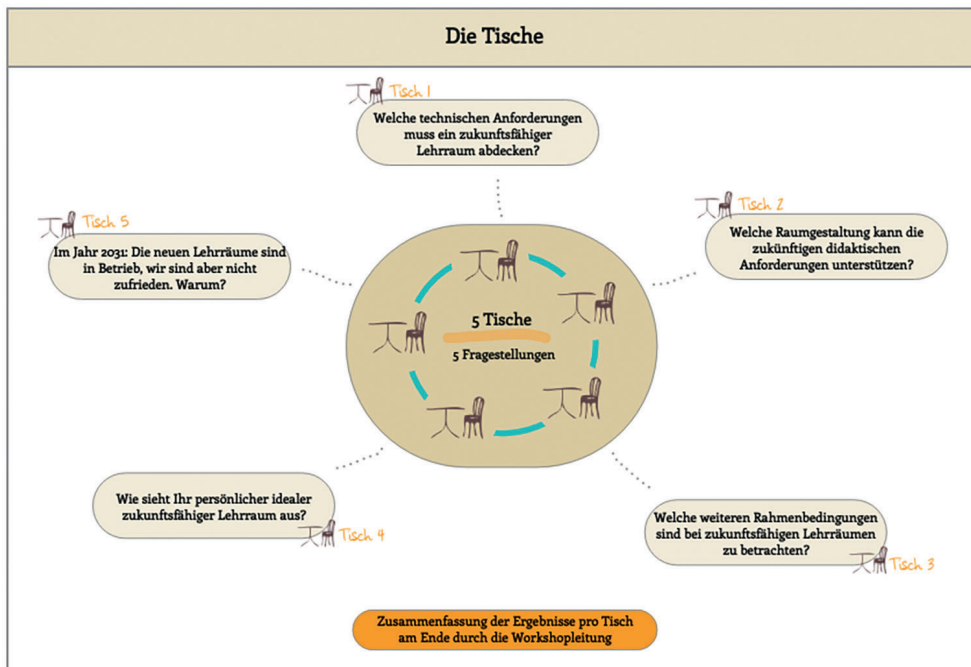 Die Tische
Tisch 1
Welche technischen Anforderungen
muss ein zukunftsfähiger
Lehrraum abdecken?
Tisch 2
Welche Raumgestaltung kann die
zukünftigen didaktischen
Anforderungen unterstützen?
Tisch 5
Im Jahr 2031: Die neuen Lehrräume sind
in Betrieb, wir sind aber nicht
zufrieden. Warum?
5 Tische
5 Fragestellungen
Wie sieht Ihr persönlicher idealer
zukunftsfähiger Lehrraum aus?
Tisch 4
Welche weiteren Rahmenbedingungen
sind bei zukunftsfähigen Lehrräumen
zu betrachten?
Tisch 3
Zusammenfassung der Ergebnisse pro Tisch
am Ende durch die Workshopleitung